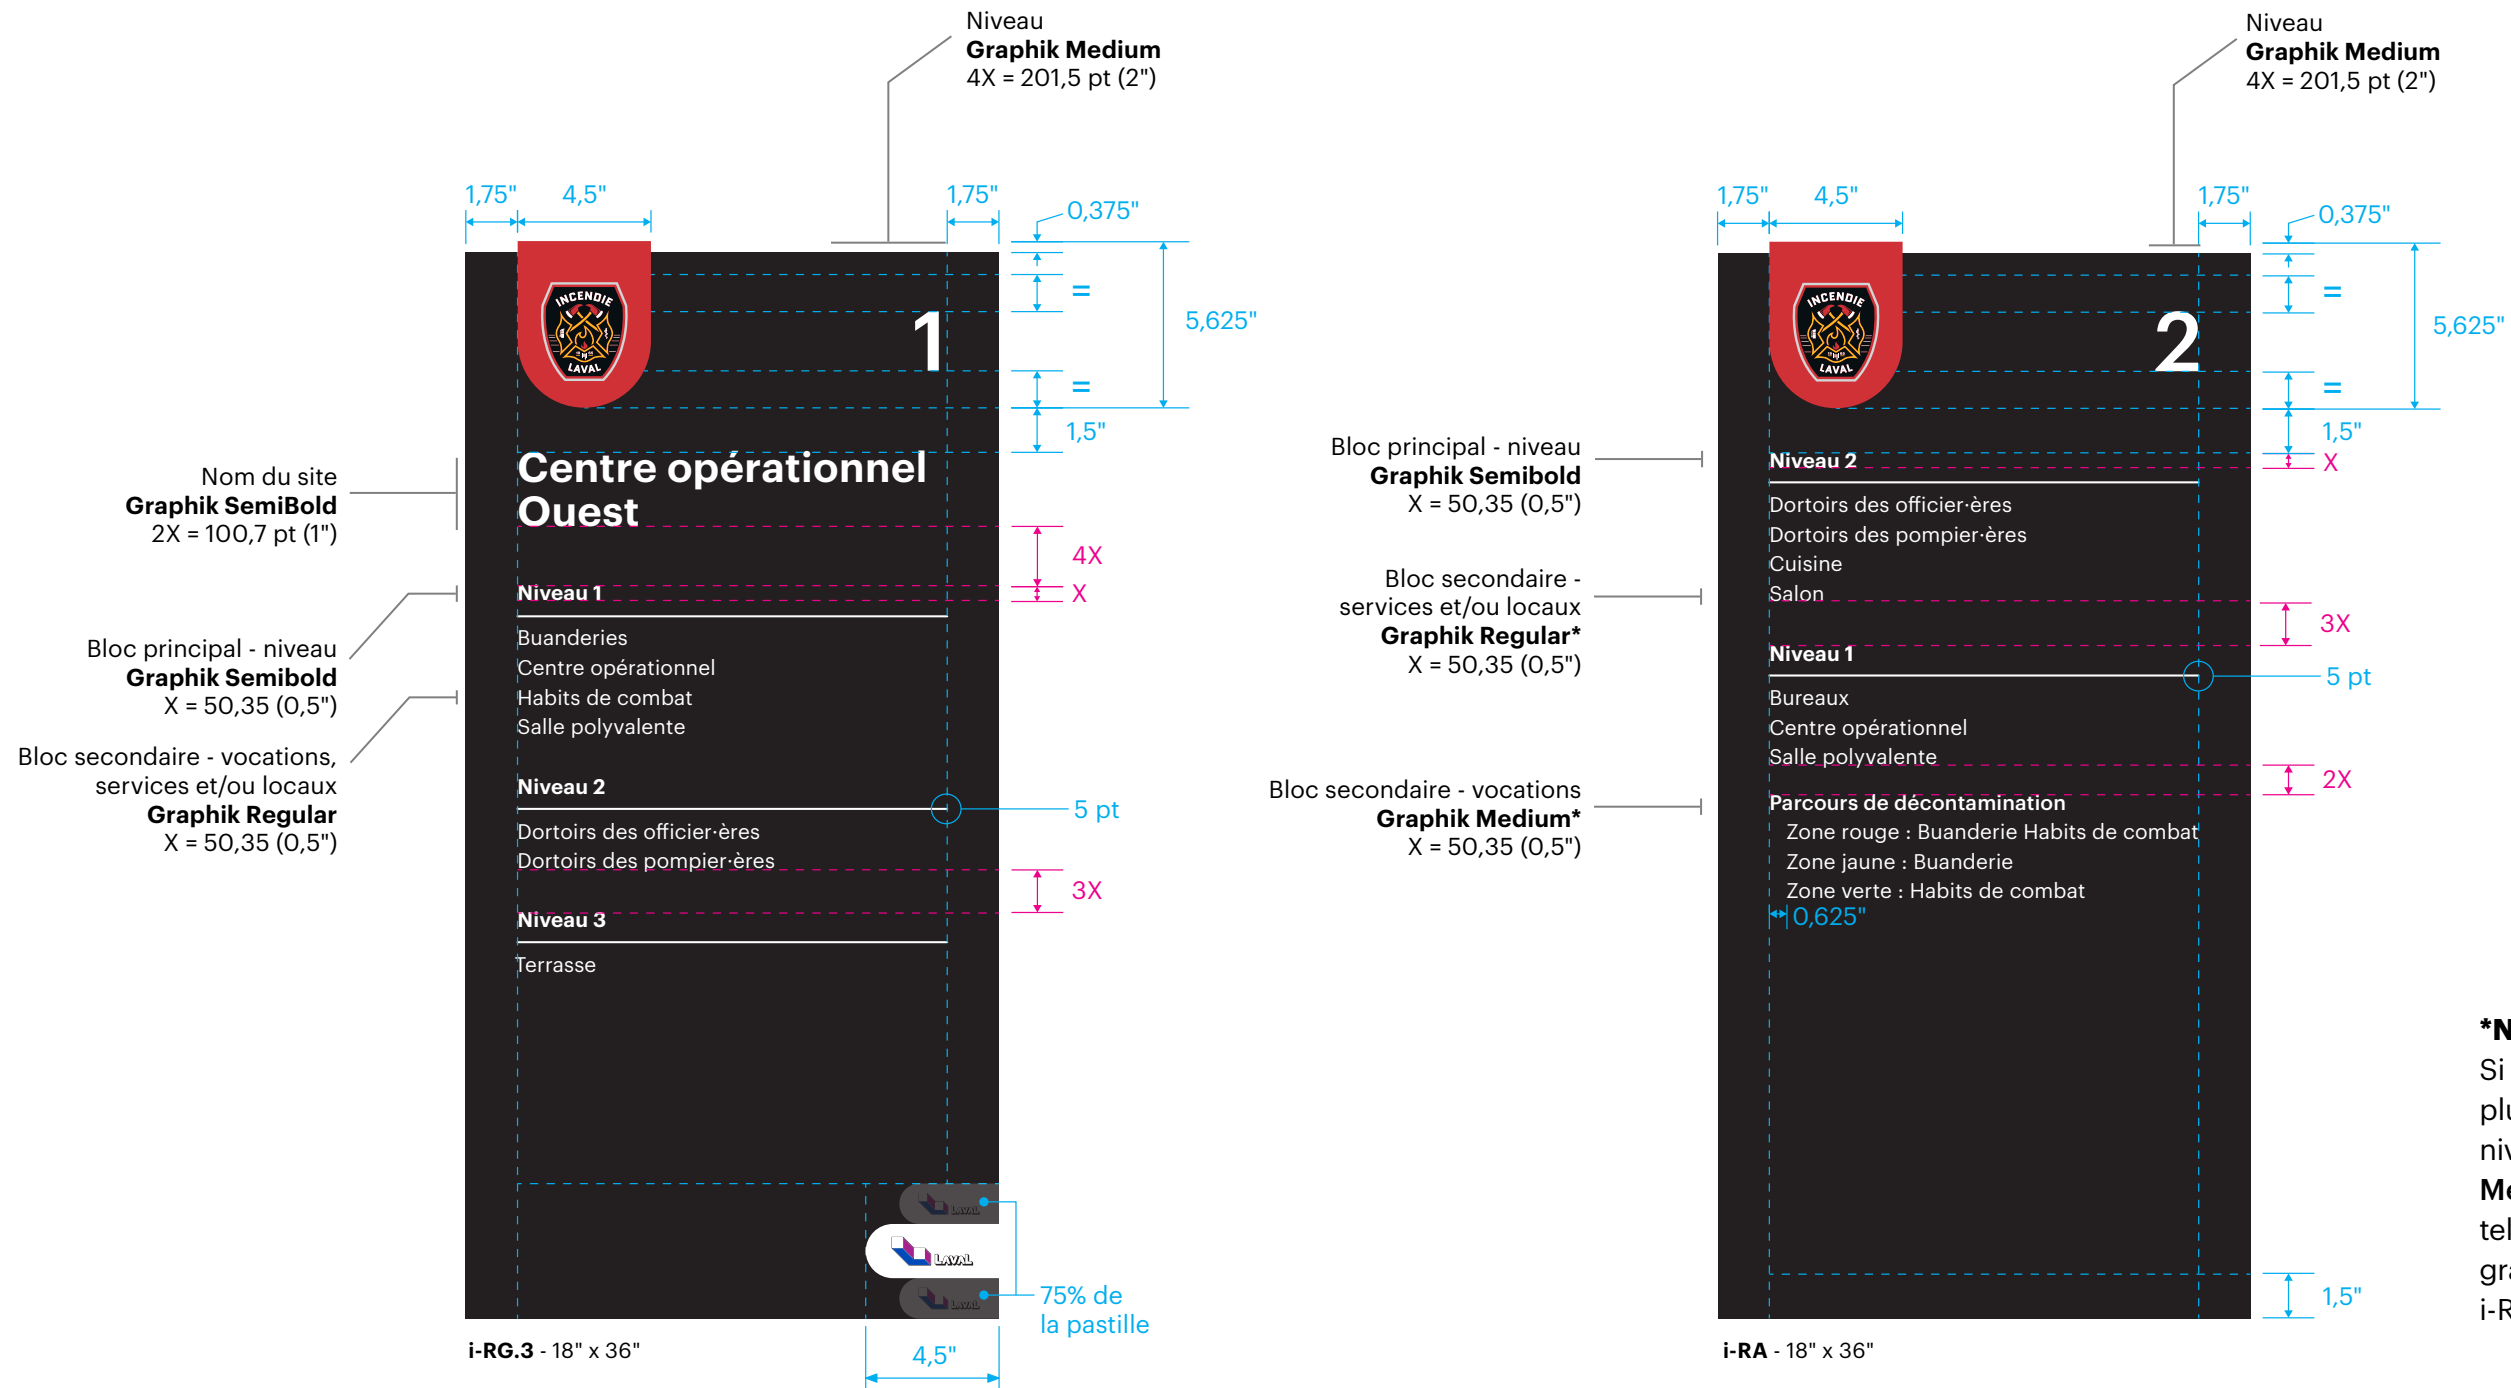 Niveau
Graphik Medium
4X = 201,5 pt (2")
1,75"
4,5"
1,75"
0,375"
=
5,625"
=
1,5"
INCENDIE
LAVAL
1
Nom du site
Graphik SemiBold
2X = 100,7 pt (1")
Centre opérationnel
Ouest
4X
X
Bloc principal - niveau
Graphik Semibold
X = 50,35 (0,5")
Niveau 1
Buanderies
Centre opérationnel
Habits de combat
Salle polyvalente
Bloc secondaire - vocations,
services et/ou locaux
Graphik Regular
X = 50,35 (0,5")
Niveau 2
5 pt
Dortoirs des officier·ères
Dortoirs des pompier·ères
3X
Niveau 3
Terrasse
LAVAL
LAVAL
LAVAL
75% de
la pastille
4,5"
i-RG.3 - 18" x 36"
Niveau
Graphik Medium
4X = 201,5 pt (2")
1,75"
4,5"
1,75"
0,375"
=
5,625"
=
1,5"
INCENDIE
LAVAL
2
Bloc principal - niveau
Graphik Semibold
X = 50,35 (0,5")
Niveau 2
X
Dortoirs des officier·ères
Dortoirs des pompier·ères
Cuisine
Salon
Bloc secondaire -
services et/ou locaux
Graphik Regular*
X = 50,35 (0,5")
3X
Niveau 1
5 pt
Bureaux
Centre opérationnel
Salle polyvalente
2X
Bloc secondaire - vocations
Graphik Medium*
X = 50,35 (0,5")
Parcours de décontamination
Zone rouge : Buanderie Habits de combat
Zone jaune : Buanderie
Zone verte : Habits de combat
0,625"
1,5"
i-RA - 18" x 36"
Si